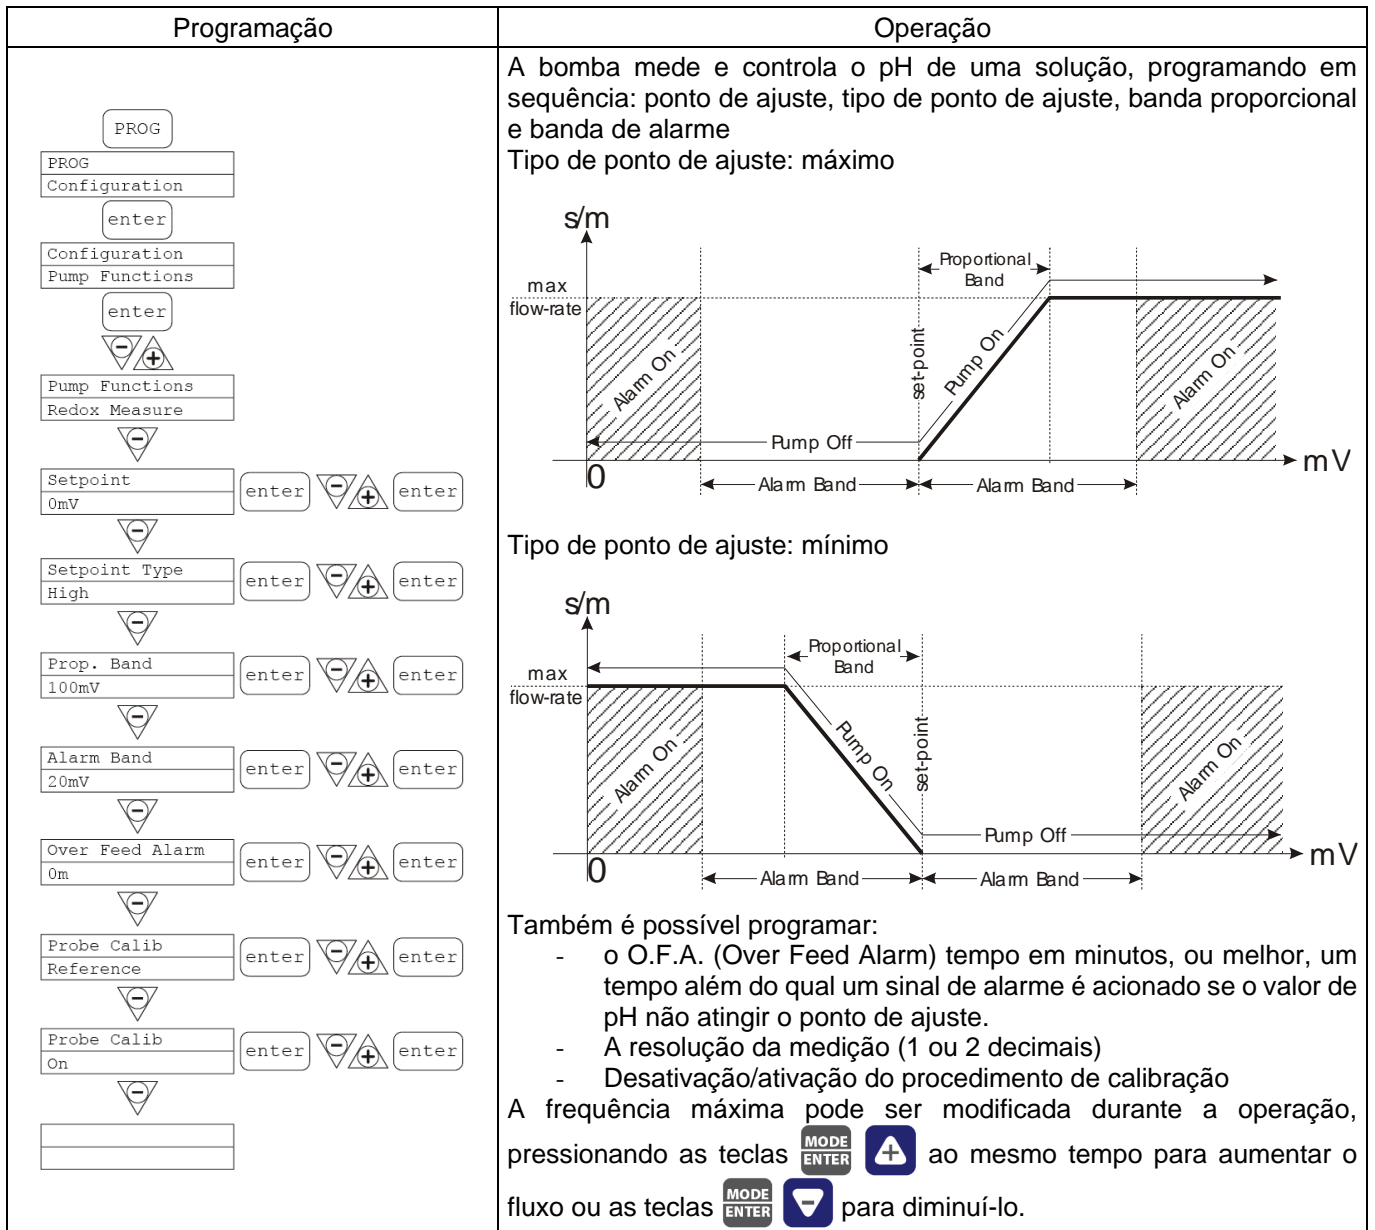 Programação
Operação
PROG
PROG
Configuration
enter
Configuration
Pump Functions
enter
Pump Functions
Redox Measure
Setpoint
0mV
enter
enter
Setpoint Type
High
enter
enter
Prop. Band
100mV
enter
enter
Alarm Band
20mV
enter
enter
Over Feed Alarm
0m
enter
enter
Probe Calib
Reference
enter
enter
Probe Calib
On
enter
enter
A bomba mede e controla o pH de uma solução, programando em
sequência: ponto de ajuste, tipo de ponto de ajuste, banda proporcional
e banda de alarme
Tipo de ponto de ajuste: máximo
s/m
Proportional
Band
max
flow-rate
Alarm On
set-point
Pump On
Alarm On
Pump Off
mV
0
Alarm Band
Alarm Band
Tipo de ponto de ajuste: mínimo
s/m
Proportional
Band
max
flow-rate
Alarm On
Pump On
set-point
Alarm On
Pump Off
mV
0
Alarm Band
Alarm Band
Também é possível programar:
- o O.F.A. (Over Feed Alarm) tempo em minutos, ou melhor, um
tempo além do qual um sinal de alarme é acionado se o valor de
pH não atingir o ponto de ajuste.
- A resolução da medição (1 ou 2 decimais)
- Desativação/ativação do procedimento de calibração
A frequência máxima pode ser modificada durante a operação,
pressionando as teclas MODE ENTER + ao mesmo tempo para aumentar o
fluxo ou as teclas MODE ENTER - para diminuí-lo.